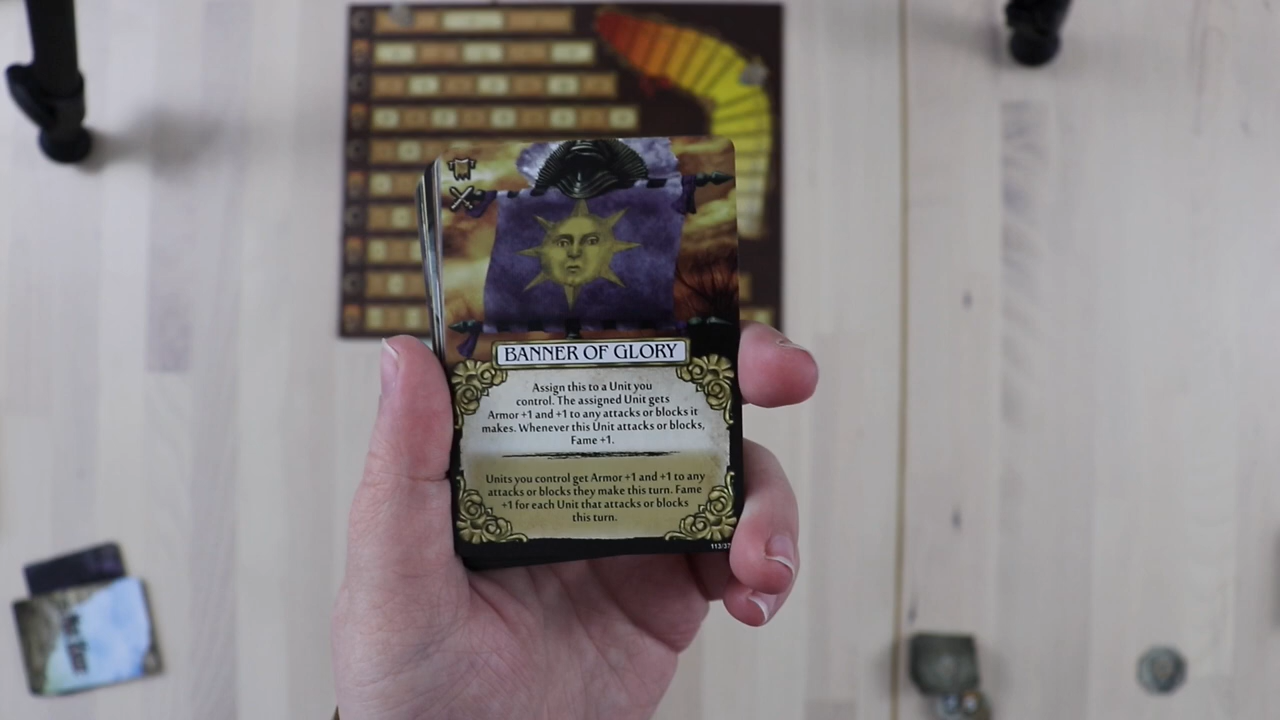 BANNER OF GLORY
Assign this to a Unit you
control. The assigned Unit gets
Armor +1 and +1 to any attacks or blocks it
makes. Whenever this Unit attacks or blocks,
Fame +1.
Units you control get Armor +1 and +1 to any
attacks or blocks they make this turn. Fame
+1 for each Unit that attacks or blocks
this turn.